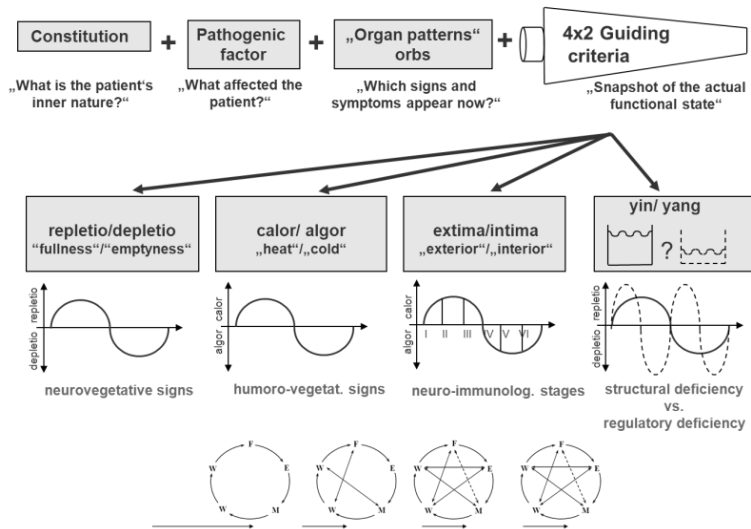 Constitution
+
Pathogenic
factor
+
„Organ patterns“
orbs
+
4x2 Guiding
criteria
„What is the patient‘s
inner nature?“
„What affected the
patient?“
„Which signs and
symptoms appear now?“
„Snapshot of the actual
functional state“
repletio/depletio
“fullness“/“emptyness“
calor/ algor
„heat“/„cold“
extima/intima
„exterior“/„interior“
yin/ yang
?
repletio
depletio
neurovegetative signs
calor
algor
humoro-vegetat. signs
calor
algor
I II III IV V VI
neuro-immunolog. stages
repletio
depletio
structural deficiency
vs.
regulatory deficiency
F
W E
W M
F
W E
W M
F
W E
W M
F
W E
W M